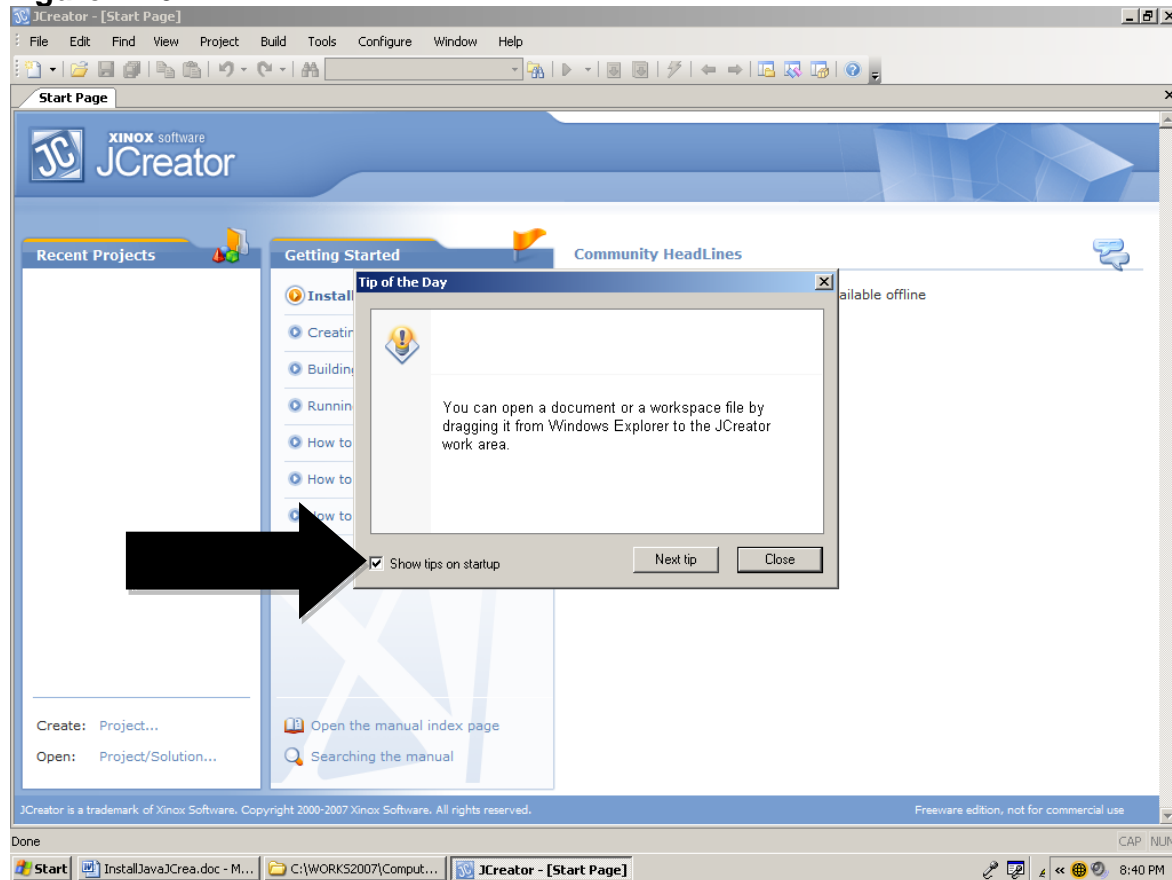 JCreator - [Start Page]
File Edit Find View Project Build Tools Configure Window Help
Start Page
XINOX software
JCreator
Recent Projects
Getting Started
Community HeadLines
Tip of the Day
ailable offline
Install
Creatin
Building
Runnin
How to
How to
How to
You can open a document or a workspace file by
dragging it from Windows Explorer to the JCreator
work area.
Show tips on startup
Next tip
Close
Create: Project...
Open: Project/Solution...
Open the manual index page
Searching the manual
JCreator is a trademark of Xinox Software. Copyright 2000-2007 Xinox Software. All rights reserved.
Freeware edition, not for commercial use
Done
CAP NUM
Start
InstallJavaJCrea.doc - M...
C:\WORKS2007\Comput...
JCreator - [Start Page]
8:40 PM